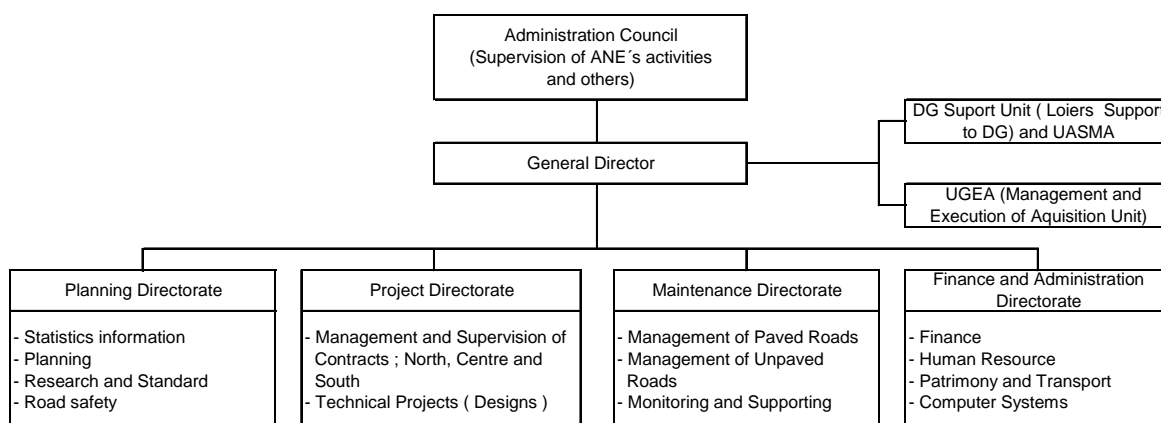 Administration Council
(Supervision of ANE´s activities
and others)
DG Suport Unit ( Loiers Support
to DG) and UASMA
General Director
UGEA (Management and
Execution of Aquisition Unit)
Planning Directorate
- Statistics information
- Planning
- Research and Standard
- Road safety
Project Directorate
- Management and Supervision of
Contracts ; North, Centre and
South
- Technical Projects ( Designs )
Maintenance Directorate
- Management of Paved Roads
- Management of Unpaved
Roads
- Monitoring and Supporting
Finance and Administration
Directorate
- Finance
- Human Resource
- Patrimony and Transport
- Computer Systems